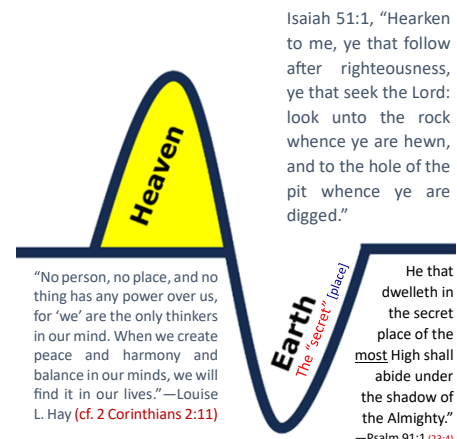 Isaiah 51:1, “Hearken
to me, ye that follow
after righteousness,
ye that seek the Lord:
look unto the rock
whence ye are hewn,
and to the hole of the
pit whence ye are
digged.”
Heaven
“No person, no place, and no
thing has any power over us,
for ‘we’ are the only thinkers
in our mind. When we create
peace and harmony and
balance in our minds, we will
find it in our lives.”—Louise
L. Hay (cf. 2 Corinthians 2:11)
Earth
The “secret” [place]
He that
dwelleth in
the secret
place of the
most High shall
abide under
the shadow of
the Almighty.”
—Psalm 91:1 (23:4)